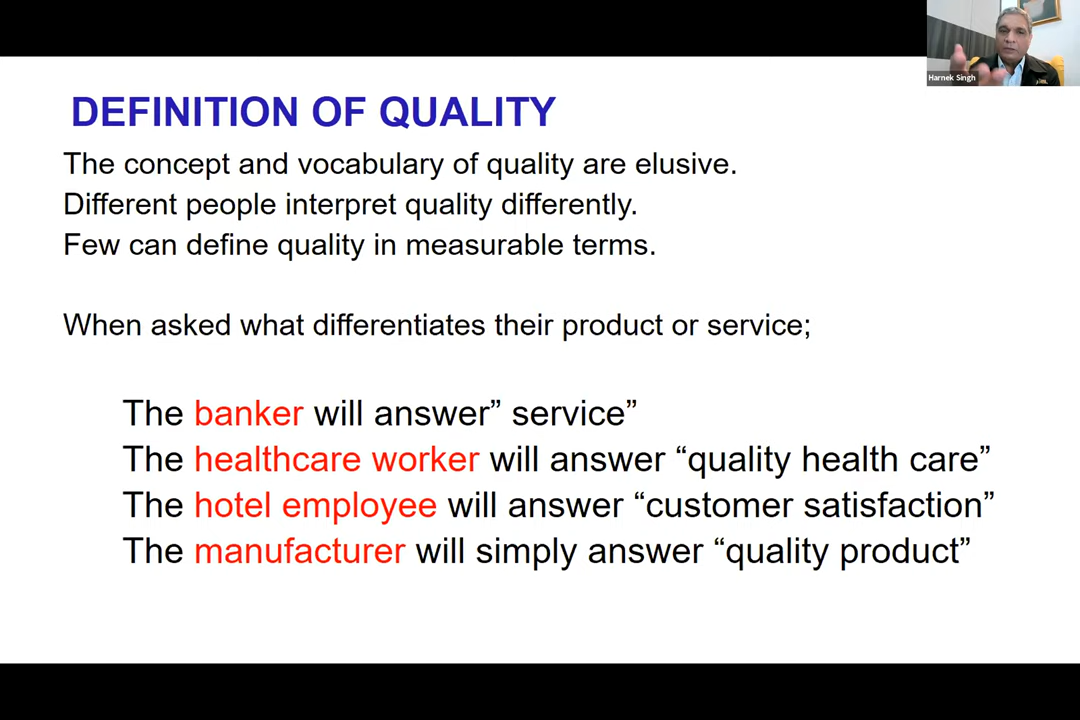 Harnek Singh
DEFINITION OF QUALITY
The concept and vocabulary of quality are elusive.
Different people interpret quality differently.
Few can define quality in measurable terms.
When asked what differentiates their product or service;
The banker will answer” service”
The healthcare worker will answer “quality health care”
The hotel employee will answer “customer satisfaction”
The manufacturer will simply answer “quality product”